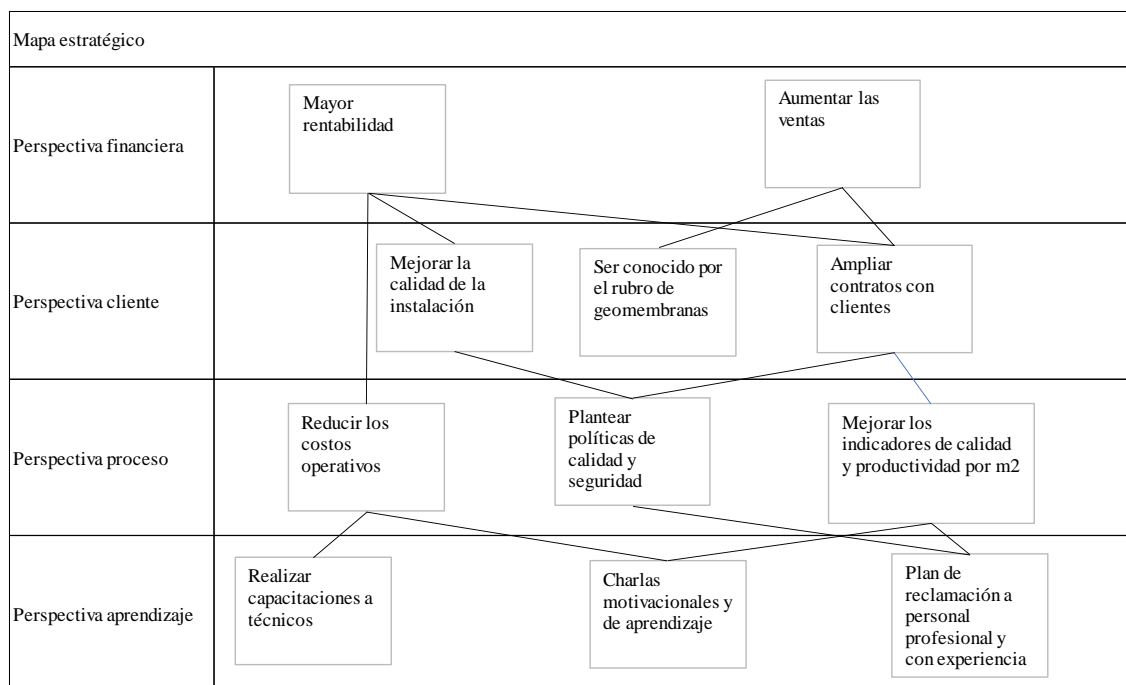 Mapa estratégico
Perspectiva financiera
Mayor
rentabilidad
Aumentar las
ventas
Perspectiva cliente
Mejorar la
calidad de la
instalación
Ser conocido por
el rubro de
geomembranas
Ampliar
contratos con
clientes
Perspectiva proceso
Reducir los
costos
operativos
Plantear
políticas de
calidad y
seguridad
Mejorar los
indicadores de calidad
y productividad por m2
Perspectiva aprendizaje
Realizar
capacitaciones a
técnicos
Charlas
motivacionales y
de aprendizaje
Plan de
reclamación a
personal
profesional y
con experiencia